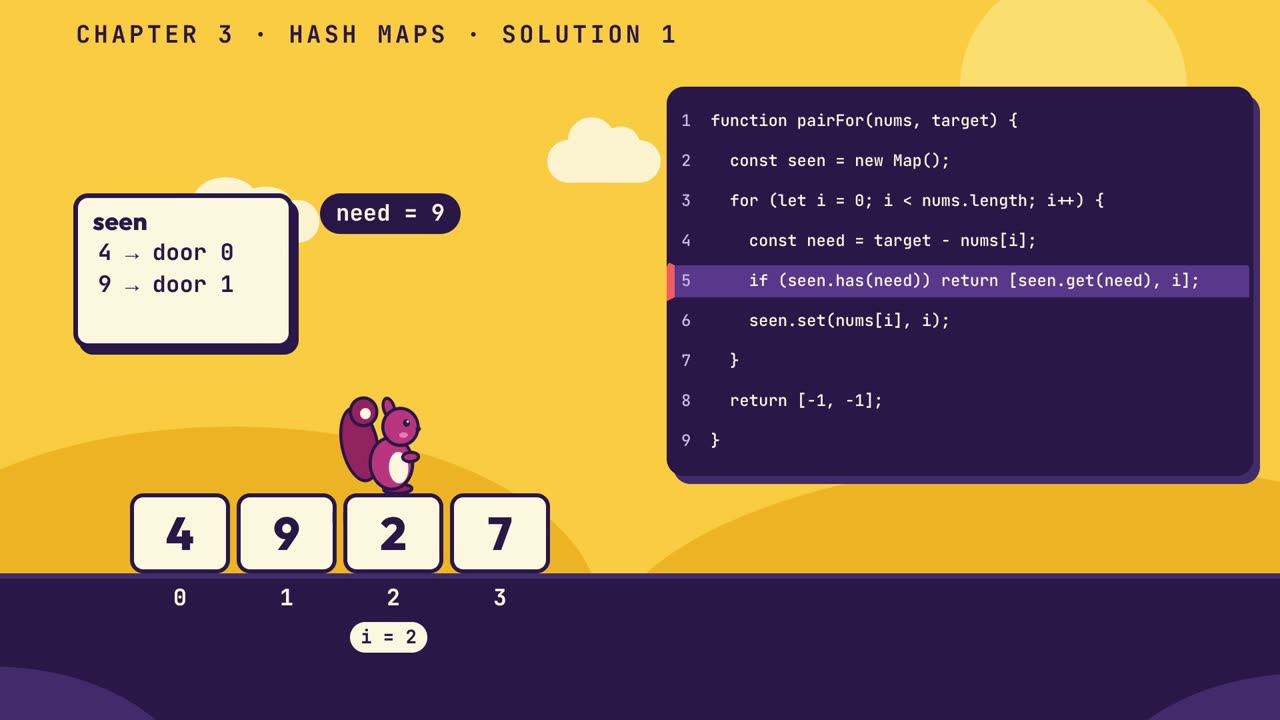 CHAPTER 3 · HASH MAPS · SOLUTION 1
seen
4 → door 0
9 → door 1
need = 9
1 function pairFor(nums, target) {
2 const seen = new Map();
3 for (let i = 0; i < nums.length; i++) {
4 const need = target - nums[i];
5 if (seen.has(need)) return [seen.get(need), i];
6 seen.set(nums[i], i);
7 }
8 return [-1, -1];
9 }
4 9 2 7
0 1 2 3
i = 2